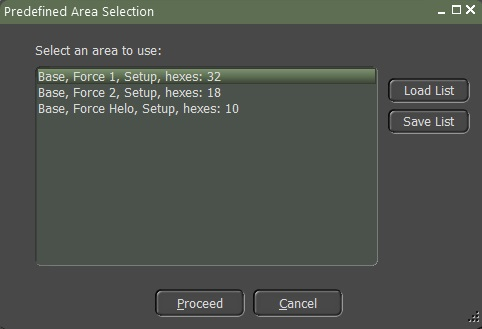 Predefined Area Selection
Select an area to use:
Base, Force 1, Setup, hexes: 32
Base, Force 2, Setup, hexes: 18
Base, Force Helo, Setup, hexes: 10
Load List
Save List
Proceed
Cancel